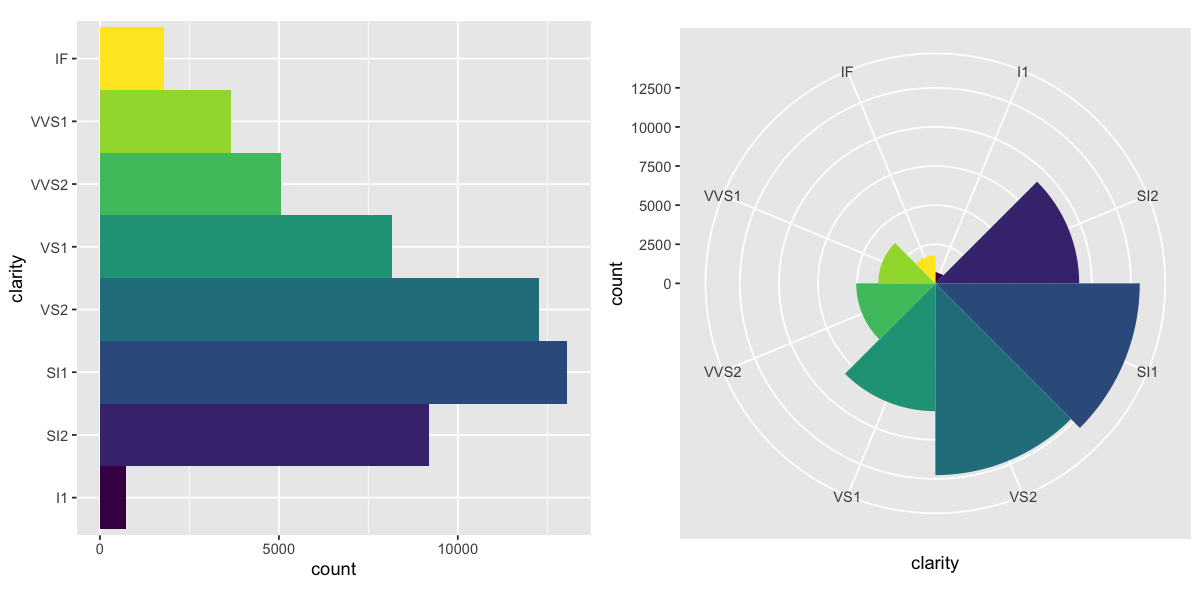 IF
VVS1
VVS2
VS1
VS2
SI1
SI2
I1
clarity
0 5000 10000
count
12500
10000
7500
5000
2500
0
count
IF I1
VVS1 SI2
VVS2 SI1
VS1 VS2
clarity